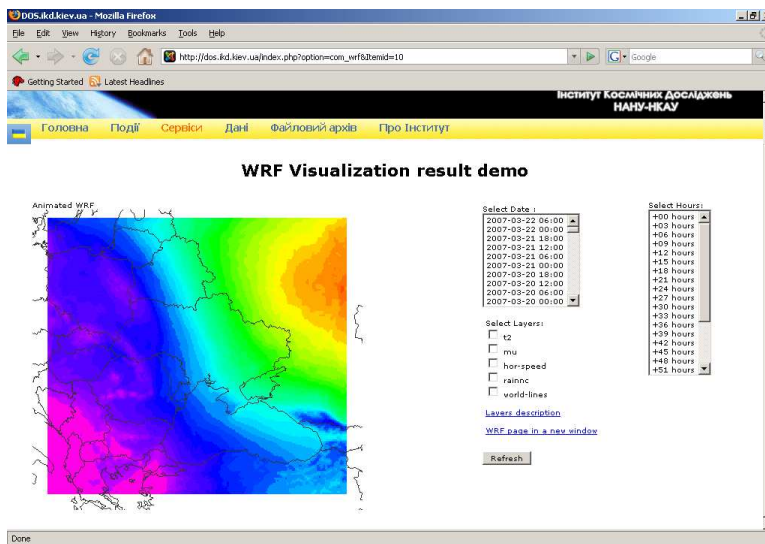 DOS.ikd.kiev.ua - Mozilla Firefox
File Edit View History Bookmarks Tools Help
http://dos.ikd.kiev.ua/index.php?option=com_wrf&Itemid=10
Google
Getting Started Latest Headlines
Інститут Космічних Досліджень
НАНУ-НКАУ
Головна Події Сервіси Дані Файловий архів Про Інститут
WRF Visualization result demo
Animated WRF
Select Date :
2007-03-22 06:00
2007-03-22 00:00
2007-03-21 18:00
2007-03-21 12:00
2007-03-21 06:00
2007-03-21 00:00
2007-03-20 18:00
2007-03-20 12:00
2007-03-20 06:00
2007-03-20 00:00
Select Hours:
+00 hours
+03 hours
+06 hours
+09 hours
+12 hours
+15 hours
+18 hours
+21 hours
+24 hours
+27 hours
+30 hours
+33 hours
+36 hours
+39 hours
+42 hours
+45 hours
+48 hours
+51 hours
Select Layers:
t2
mu
hor-speed
rainnc
world-lines
Layers description
WRF page in a new window
Refresh
Done